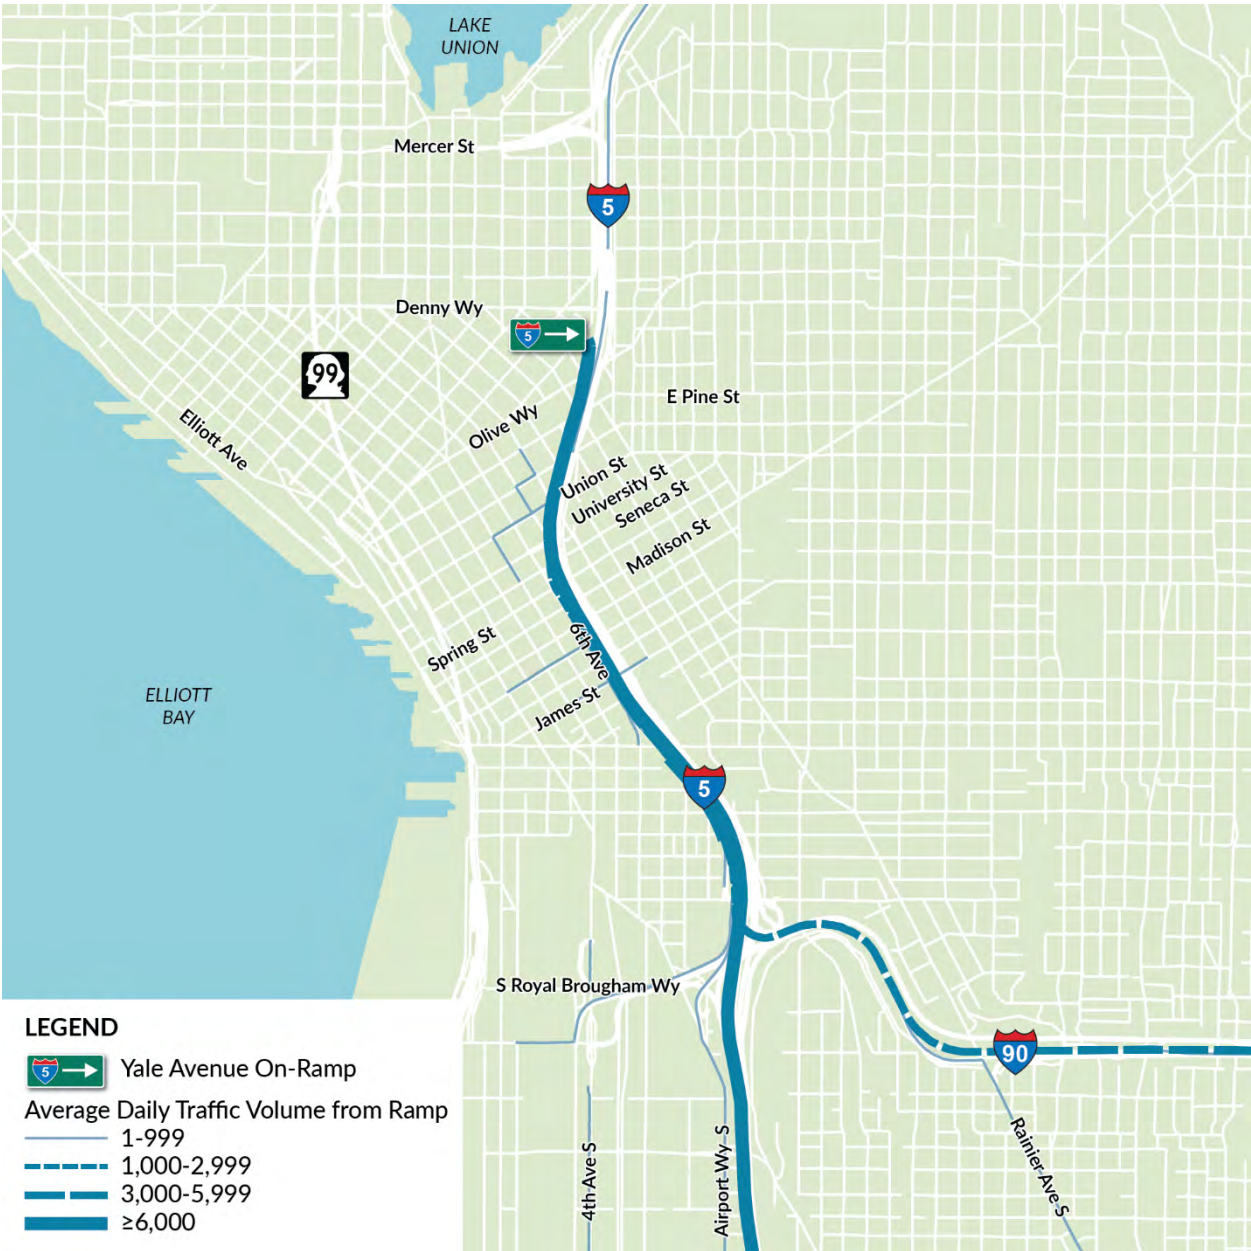 LAKE
UNION
Mercer St
5
Denny Wy
5
99
E Pine St
Elliott Ave
Olive Wy
Union St
University St
Seneca St
Madison St
6th Ave
Spring St
ELLIOTT
BAY
James St
5
S Royal Brougham Wy
90
Rainier Ave S
4th Ave S
Airport Wy S
LEGEND
5
Yale Avenue On-Ramp
Average Daily Traffic Volume from Ramp
1-999
1,000-2,999
3,000-5,999
≥6,000